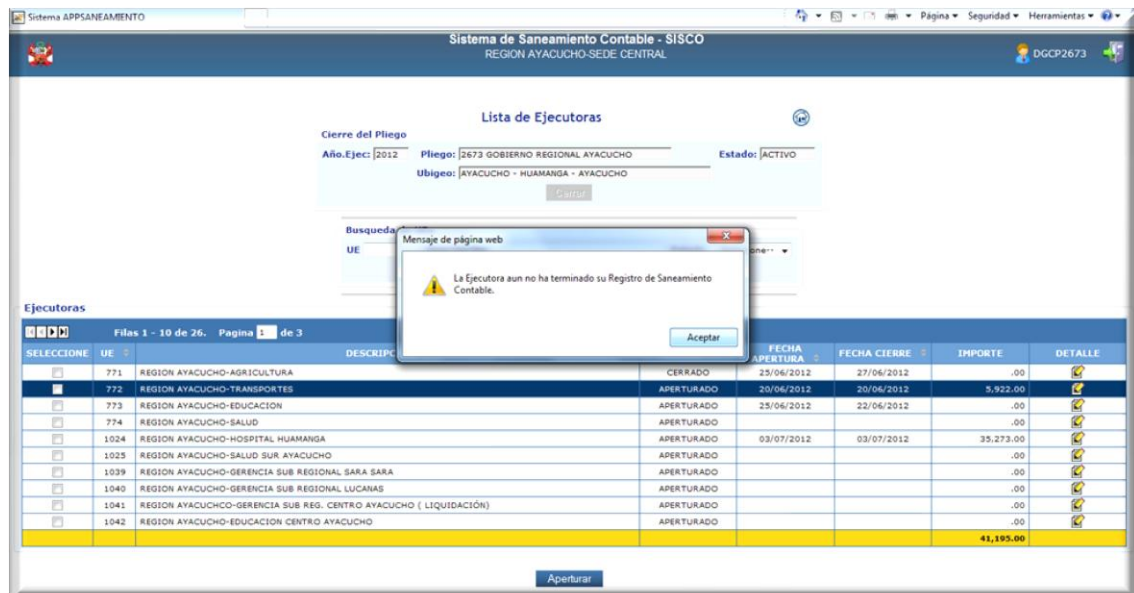 Sistema APPSANEAMIENTO
Página Seguridad Herramientas
Sistema de Saneamiento Contable - SISCO
REGION AYACUCHO-SEDE CENTRAL
DGCP2673
Lista de Ejecutoras
Cierre del Pliego
Año.Ejec: 2012 Pliego: 2673 GOBIERNO REGIONAL AYACUCHO Estado: ACTIVO
Ubigeo: AYACUCHO - HUAMANGA - AYACUCHO
Cerrar
Busqueda
UE
Mensaje de página web
La Ejecutora aun no ha terminado su Registro de Saneamiento
Contable.
Aceptar
Ejecutoras
Filas 1 - 10 de 26. Pagina 1 de 3
SELECCIONE UE DESCRIPC FECHA APERTURA FECHA CIERRE IMPORTE DETALLE
771 REGION AYACUCHO-AGRICULTURA CERRADO 25/06/2012 27/06/2012 .00
772 REGION AYACUCHO-TRANSPORTES APERTURADO 20/06/2012 20/06/2012 5,922.00
773 REGION AYACUCHO-EDUCACION APERTURADO 25/06/2012 22/06/2012 .00
774 REGION AYACUCHO-SALUD APERTURADO .00
1024 REGION AYACUCHO-HOSPITAL HUAMANGA APERTURADO 03/07/2012 03/07/2012 35,273.00
1025 REGION AYACUCHO-SALUD SUR AYACUCHO APERTURADO .00
1039 REGION AYACUCHO-GERENCIA SUB REGIONAL SARA SARA APERTURADO .00
1040 REGION AYACUCHO-GERENCIA SUB REGIONAL LUCANAS APERTURADO .00
1041 REGION AYACUCHCO-GERENCIA SUB REG. CENTRO AYACUCHO ( LIQUIDACIÓN) APERTURADO .00
1042 REGION AYACUCHO-EDUCACION CENTRO AYACUCHO APERTURADO .00
41,195.00
Aperturar